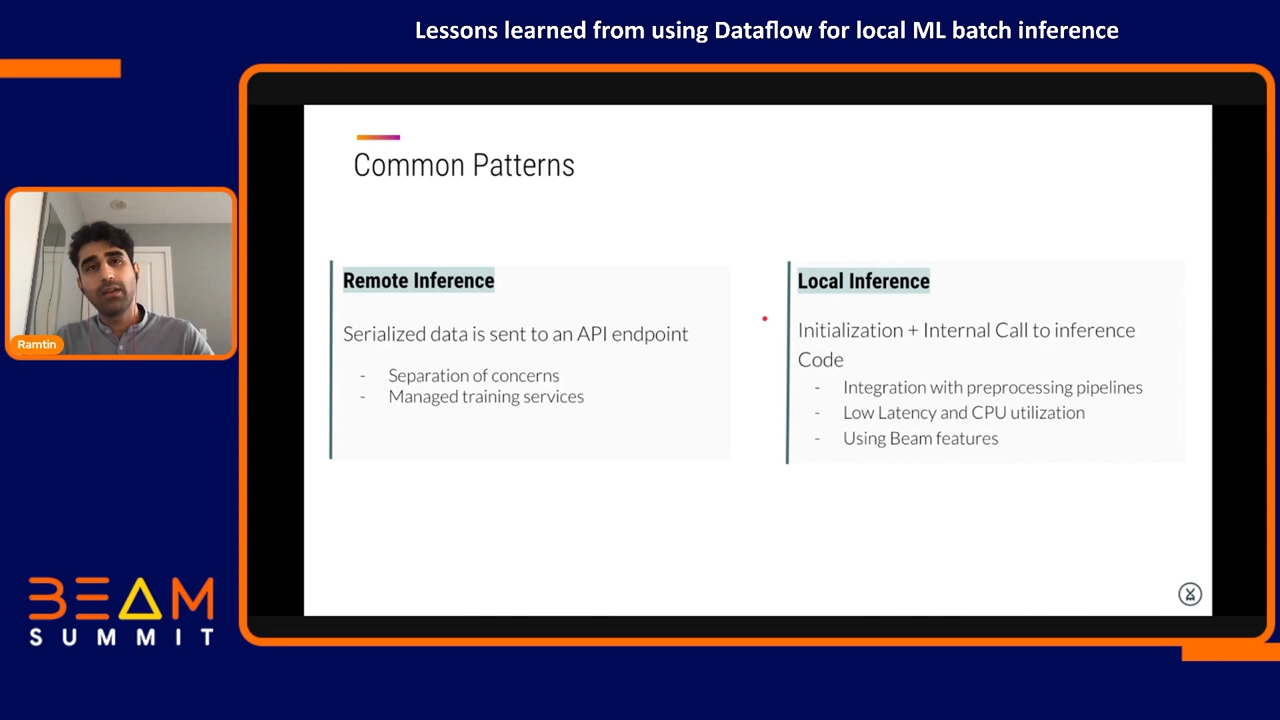 Lessons learned from using Dataflow for local ML batch inference
Common Patterns
Remote Inference
Serialized data is sent to an API endpoint
- Separation of concerns
- Managed training services
Local Inference
Initialization + Internal Call to inference
Code
- Integration with preprocessing pipelines
- Low Latency and CPU utilization
- Using Beam features
Ramtin
BEAM
SUMMIT